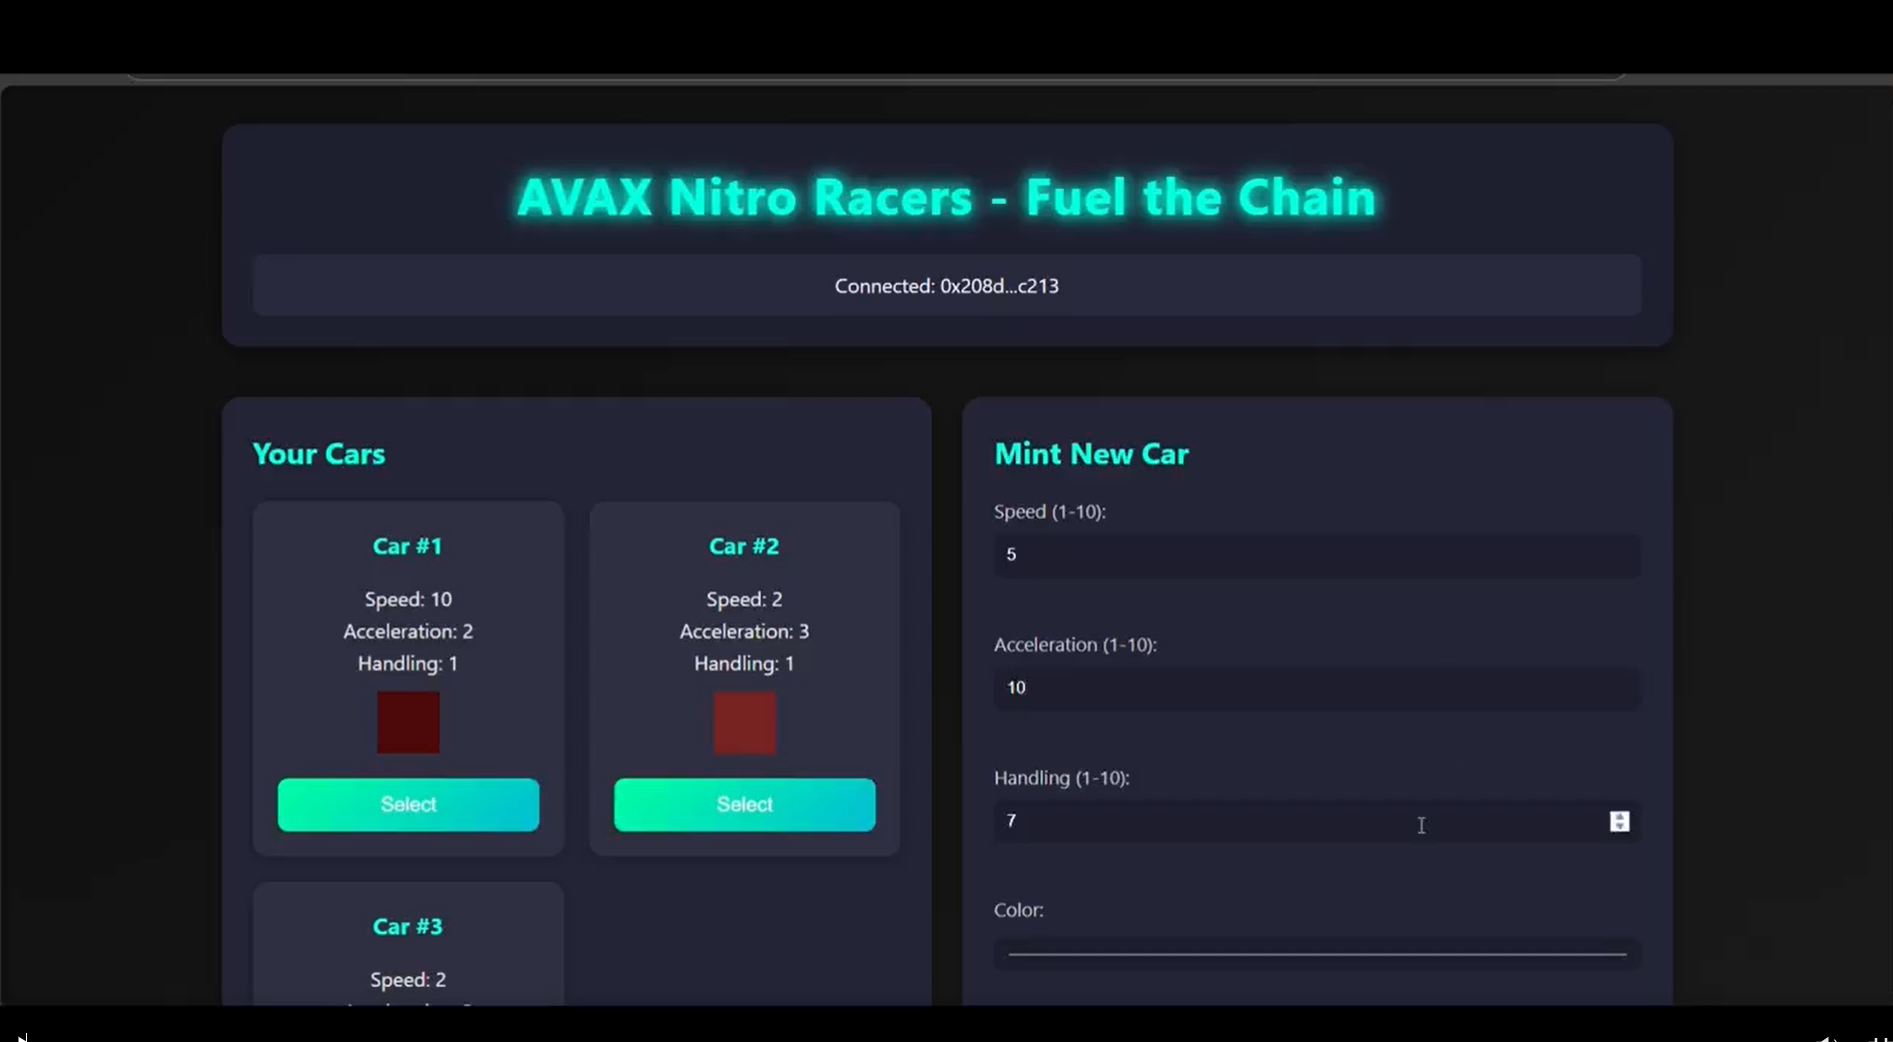 AVAX Nitro Racers - Fuel the Chain
Connected: 0x208d...c213
Your Cars
Car #1
Speed: 10
Acceleration: 2
Handling: 1
Select
Car #2
Speed: 2
Acceleration: 3
Handling: 1
Select
Car #3
Speed: 2
Mint New Car
Speed (1-10):
5
Acceleration (1-10):
10
Handling (1-10):
7
Color: